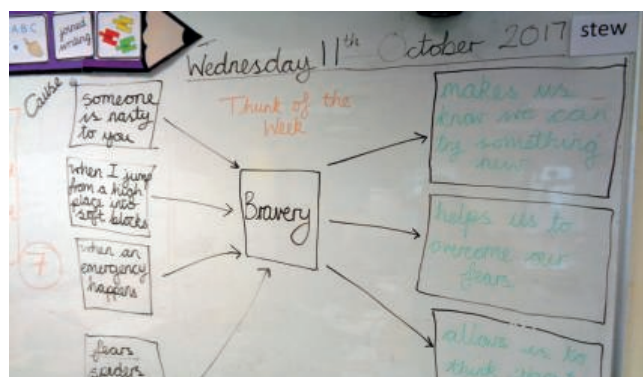 ABC
joined
writing
Wednesday 11th October 2017
stew
Cause
Thunk of the
Week
someone
is nasty
to you
when I jump
from a high
place into
soft blocks
when an
emergency
happens
fears
spiders
7
Bravery
makes us
know we can
try something
new
helps us to
overcome our
fears
allows us to
think